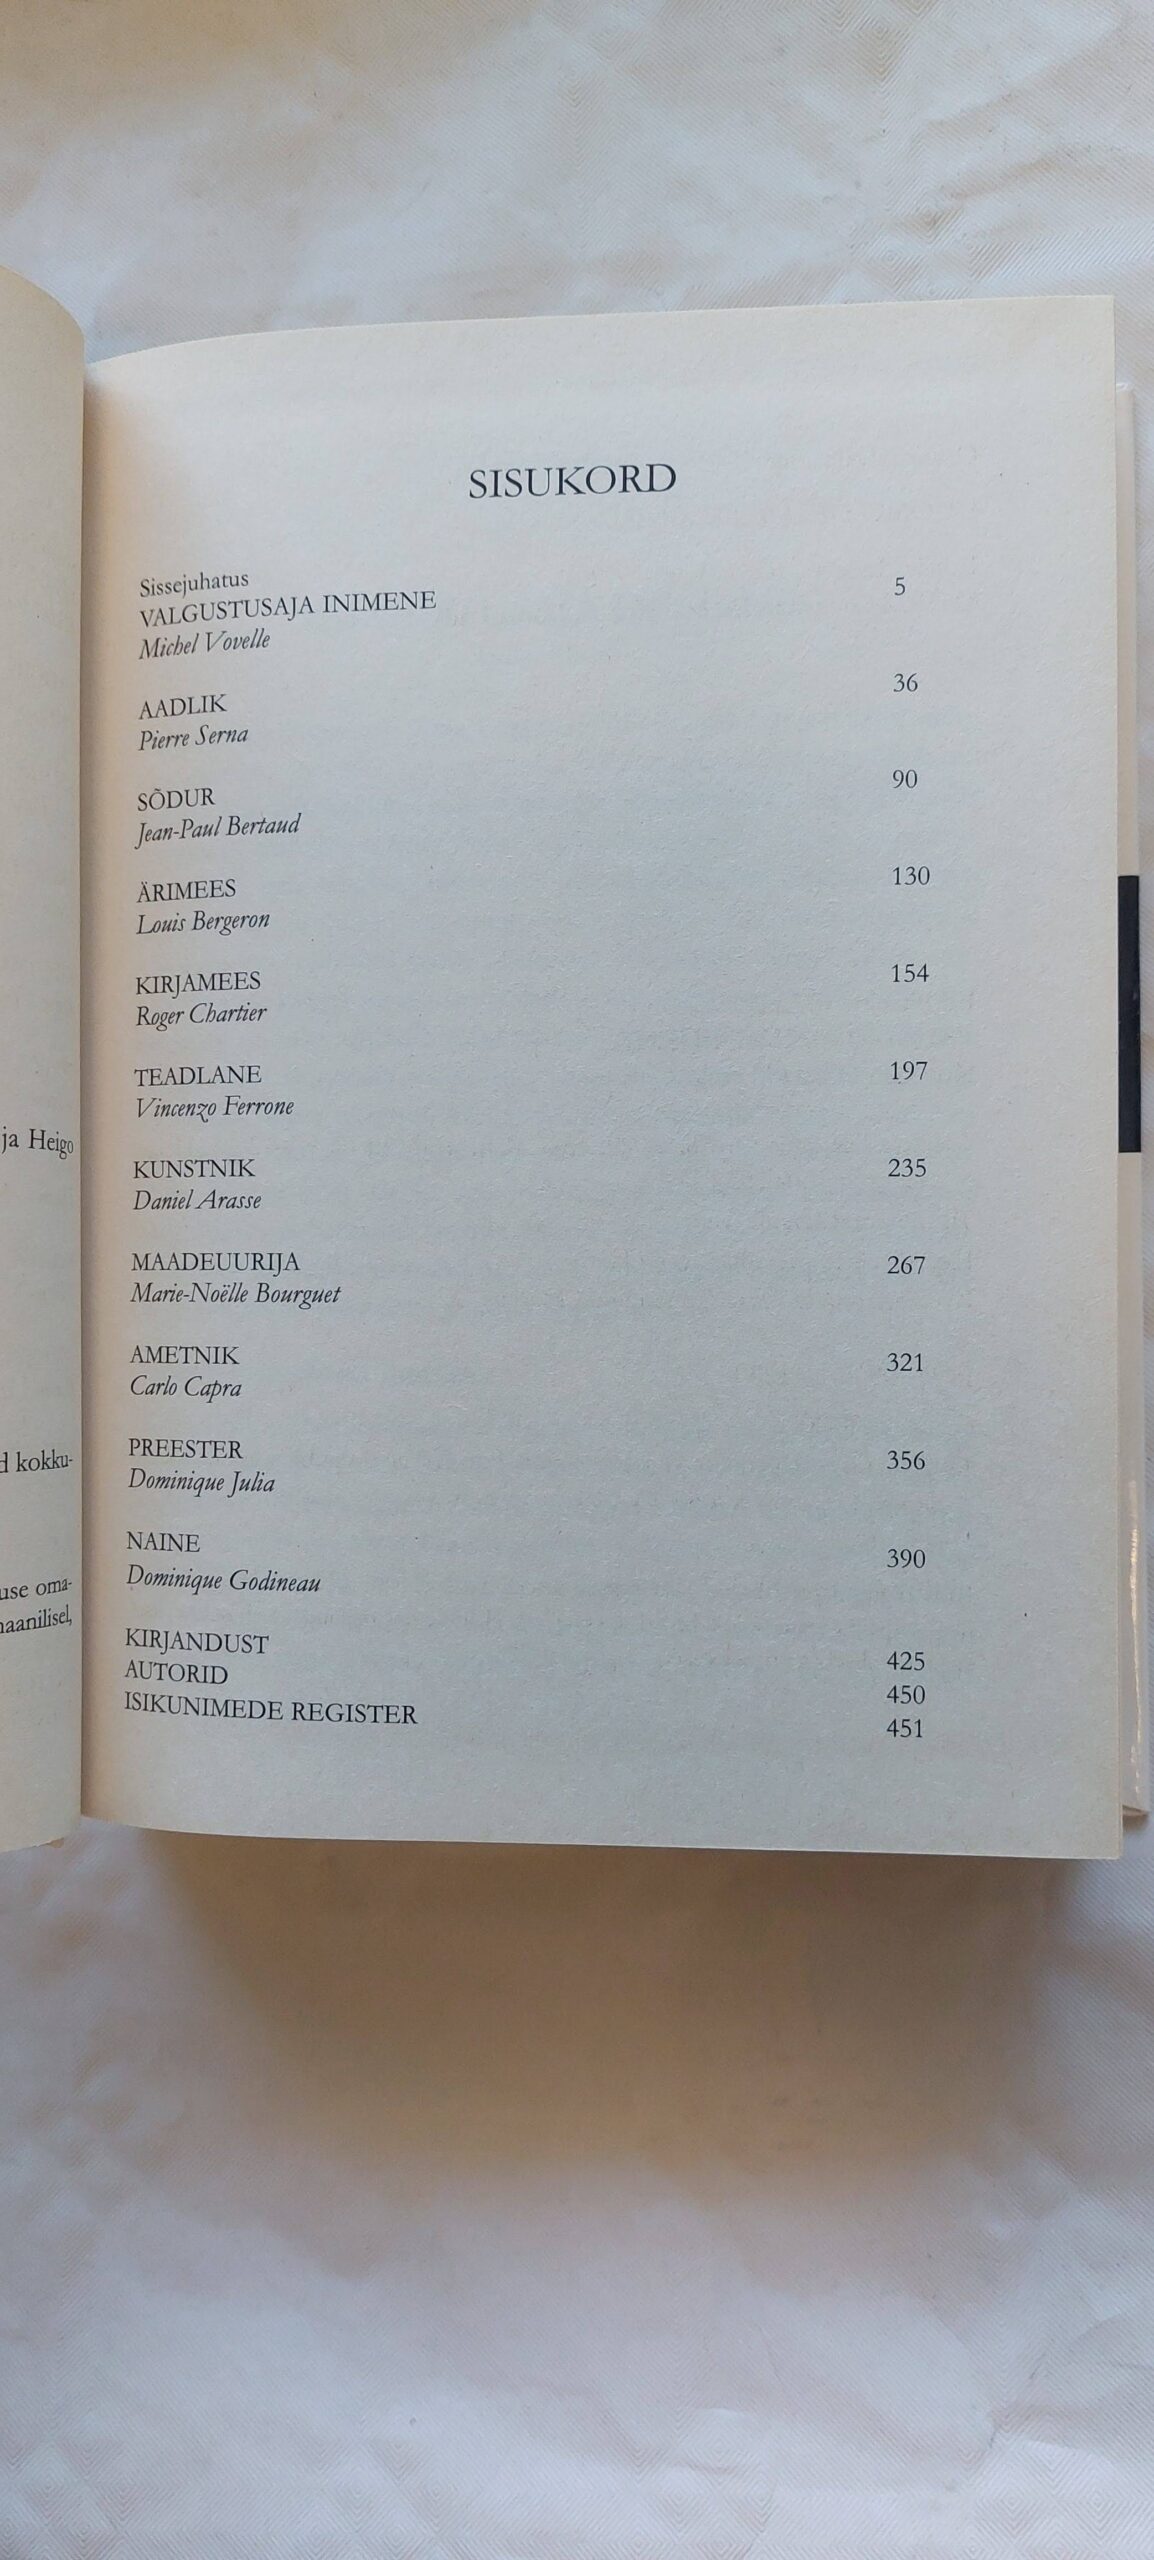 ja Heigo
d kokku-
use oma-
naanilisel,
SISUKORD
Sissejuhatus
VALGUSTUSAJA INIMENE 5
Michel Vovelle
AADLIK 36
Pierre Serna
SÕDUR 90
Jean-Paul Bertaud
ÄRIMEES 130
Louis Bergeron
KIRJAMEES 154
Roger Chartier
TEADLANE 197
Vincenzo Ferrone
KUNSTNIK 235
Daniel Arasse
MAADEUURIJA 267
Marie-Noëlle Bourguet
AMETNIK 321
Carlo Capra
PREESTER 356
Dominique Julia
NAINE 390
Dominique Godineau
KIRJANDUST 425
AUTORID 450
ISIKUNIMEDE REGISTER 451